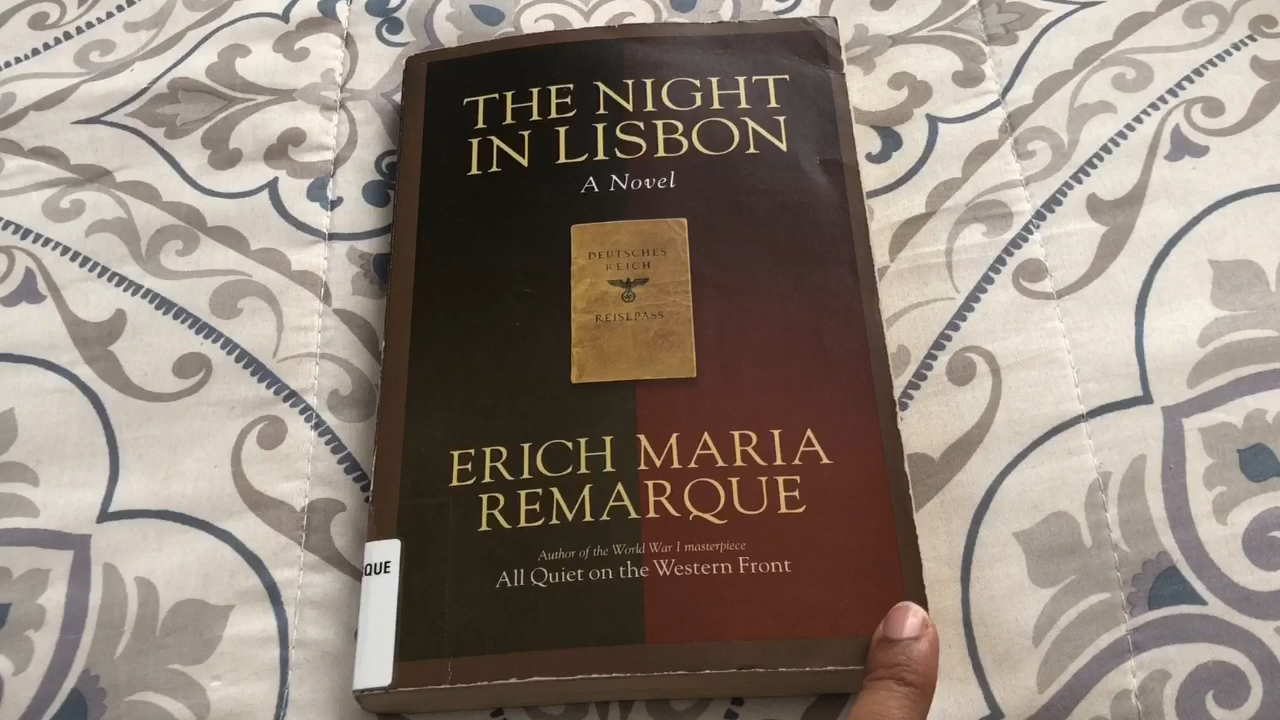 THE NIGHT
IN LISBON
A Novel
DEUTSCHES
REICH
REISEPASS
ERICH MARIA
REMARQUE
Author of the World War I masterpiece
All Quiet on the Western Front
QUE